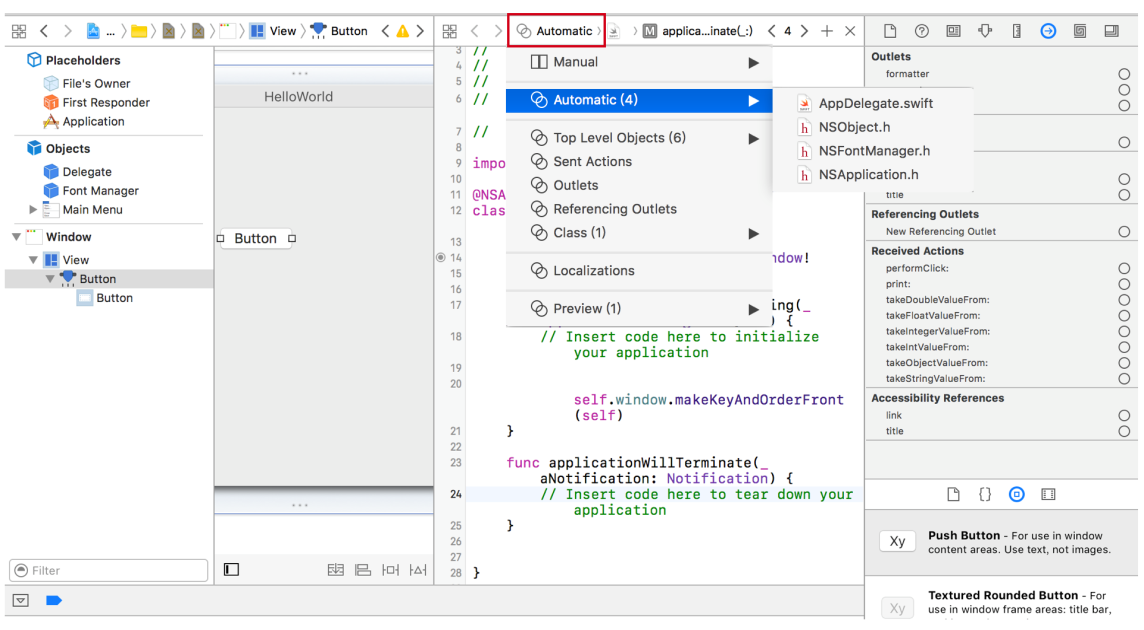 ... View Button
Automatic applica...inate(_:) 4
Placeholders
File's Owner
First Responder
Application
Objects
Delegate
Font Manager
Main Menu
Window
View
Button
Button
Filter
HelloWorld
Button
3 //
4 //
5 //
6 //
7 //
8
9 impo
10
11 @NSA
12 clas
13
14 ndow!
15
16
17 ing(_
) {
18 // Insert code here to initialize
your application
19
20
self.window.makeKeyAndOrderFront
(self)
21 }
22
23 func applicationWillTerminate(_
aNotification: Notification) {
24 // Insert code here to tear down your
application
25 }
26
27
28 }
Manual
Automatic (4)
Top Level Objects (6)
Sent Actions
Outlets
Referencing Outlets
Class (1)
Localizations
Preview (1)
AppDelegate.swift
NSObject.h
NSFontManager.h
NSApplication.h
Outlets
formatter
title
Referencing Outlets
New Referencing Outlet
Received Actions
performClick:
print:
takeDoubleValueFrom:
takeFloatValueFrom:
takeIntegerValueFrom:
takeIntValueFrom:
takeObjectValueFrom:
takeStringValueFrom:
Accessibility References
link
title
Xy
Push Button - For use in window
content areas. Use text, not images.
Xy
Textured Rounded Button - For
use in window frame areas: title bar,